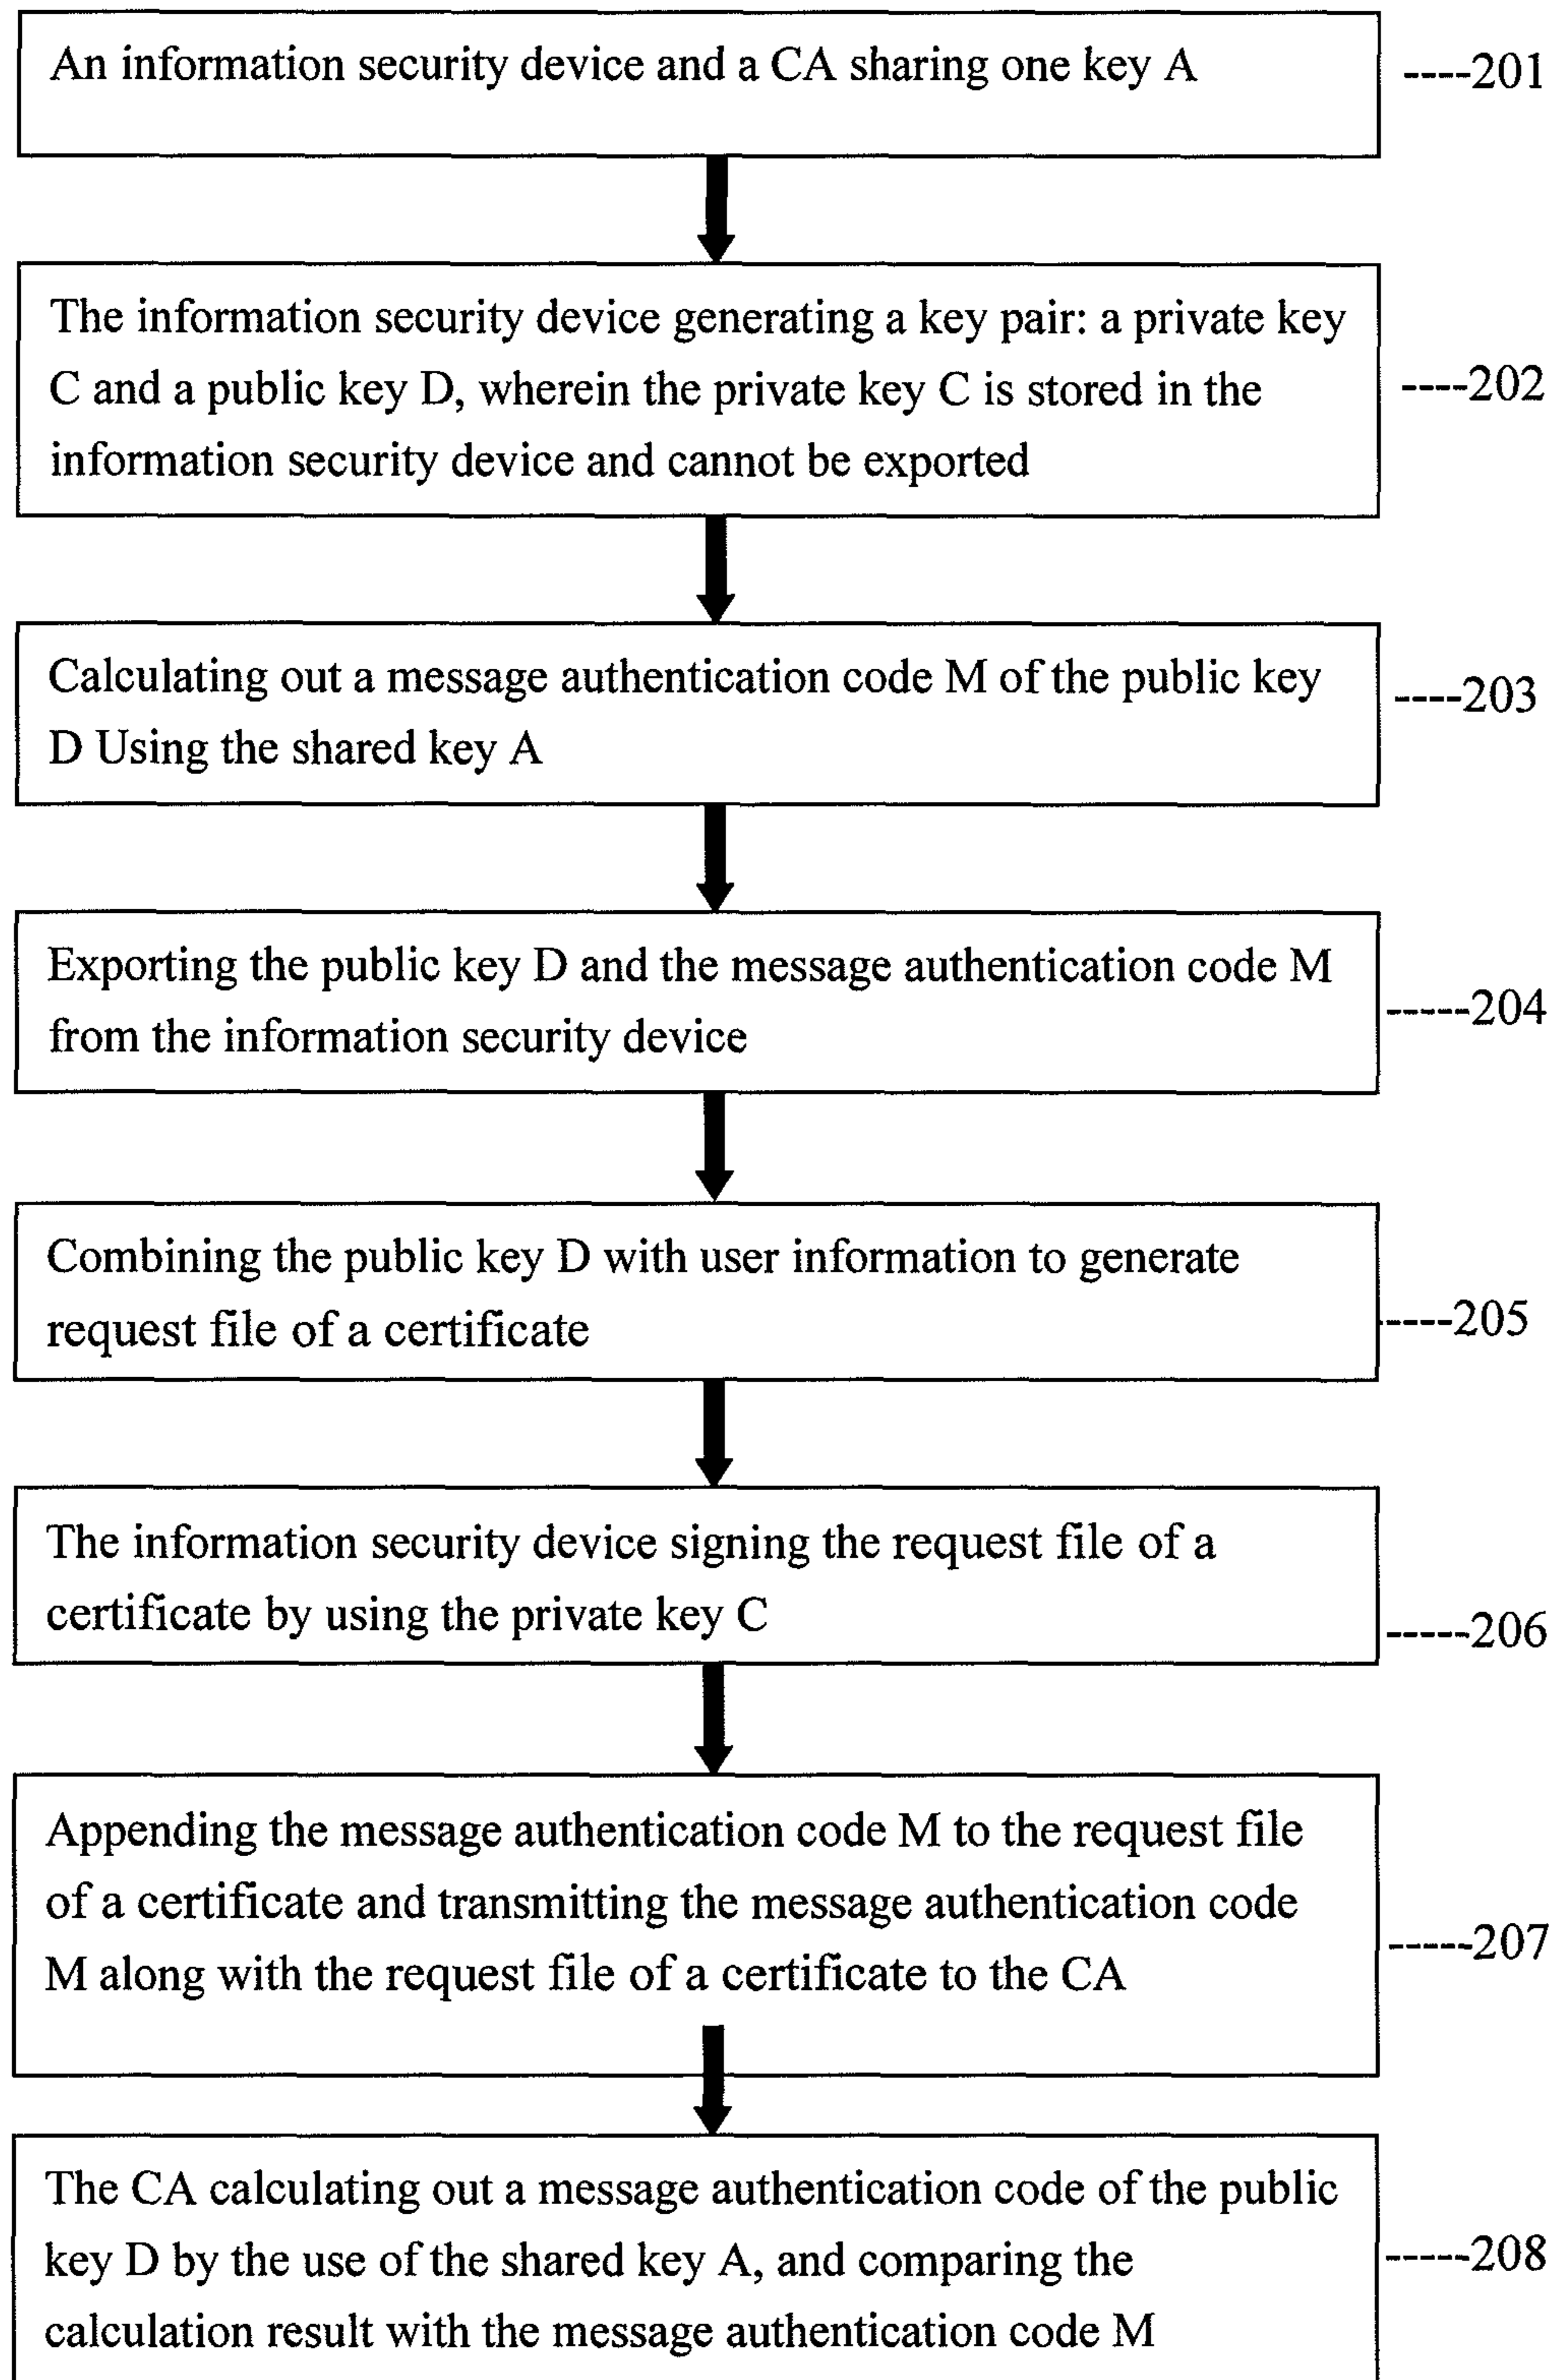 An information security device and a CA sharing one key A
----201
The information security device generating a key pair: a private key
C and a public key D, wherein the private key C is stored in the
information security device and cannot be exported
----202
Calculating out a message authentication code M of the public key
D Using the shared key A
----203
Exporting the public key D and the message authentication code M
from the information security device
-----204
Combining the public key D with user information to generate
request file of a certificate
----205
The information security device signing the request file of a
certificate by using the private key C
-----206
Appending the message authentication code M to the request file
of a certificate and transmitting the message authentication code
M along with the request file of a certificate to the CA
-----207
The CA calculating out a message authentication code of the public
key D by the use of the shared key A, and comparing the
calculation result with the message authentication code M
-----208